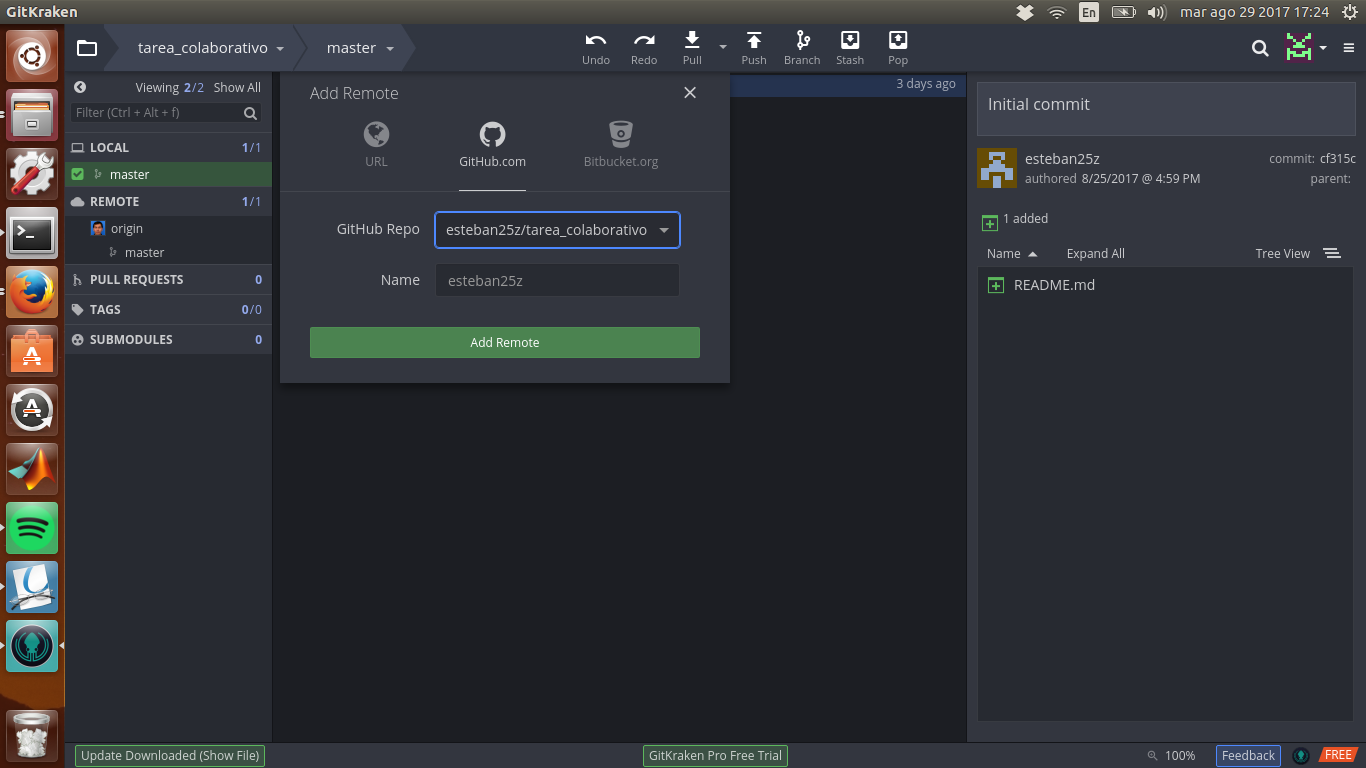 GitKraken
En
mar ago 29 2017 17:24
tarea_colaborativo
master
Undo
Redo
Pull
Push
Branch
Stash
Pop
Viewing 2/2 Show All
Filter (Ctrl + Alt + f)
LOCAL 1/1
master
REMOTE 1/1
origin
master
PULL REQUESTS 0
TAGS 0/0
SUBMODULES 0
Add Remote
URL
GitHub.com
Bitbucket.org
GitHub Repo esteban25z/tarea_colaborativo
Name esteban25z
Add Remote
3 days ago
Initial commit
esteban25z
commit: cf315c
authored 8/25/2017 @ 4:59 PM
parent:
1 added
Name Expand All Tree View
README.md
Update Downloaded (Show File)
GitKraken Pro Free Trial
100%
Feedback
FREE